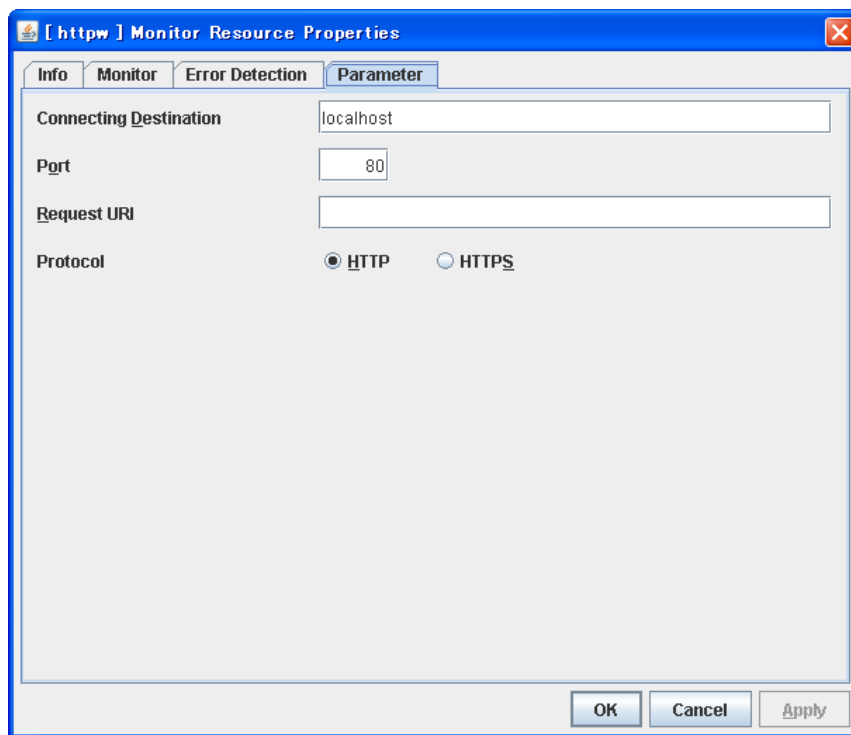 [ httpw ] Monitor Resource Properties
Info Monitor Error Detection Parameter
Connecting Destination localhost
Port 80
Request URI
Protocol HTTP HTTPS
OK Cancel Apply